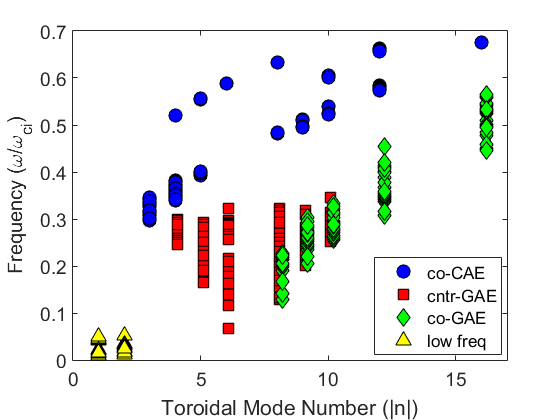 0.7
0.6
0.5
0.4
0.3
0.2
0.1
0
Frequency (ω/ω_ci)
0 5 10 15
Toroidal Mode Number (|n|)
co-CAE
cntr-GAE
co-GAE
low freq